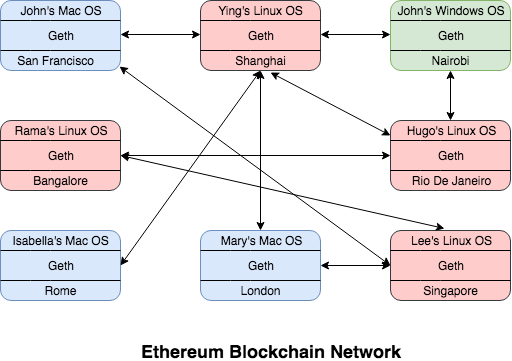 John's Mac OS
Geth
San Francisco
Ying's Linux OS
Geth
Shanghai
John's Windows OS
Geth
Nairobi
Rama's Linux OS
Geth
Bangalore
Hugo's Linux OS
Geth
Rio De Janeiro
Isabella's Mac OS
Geth
Rome
Mary's Mac OS
Geth
London
Lee's Linux OS
Geth
Singapore
Ethereum Blockchain Network